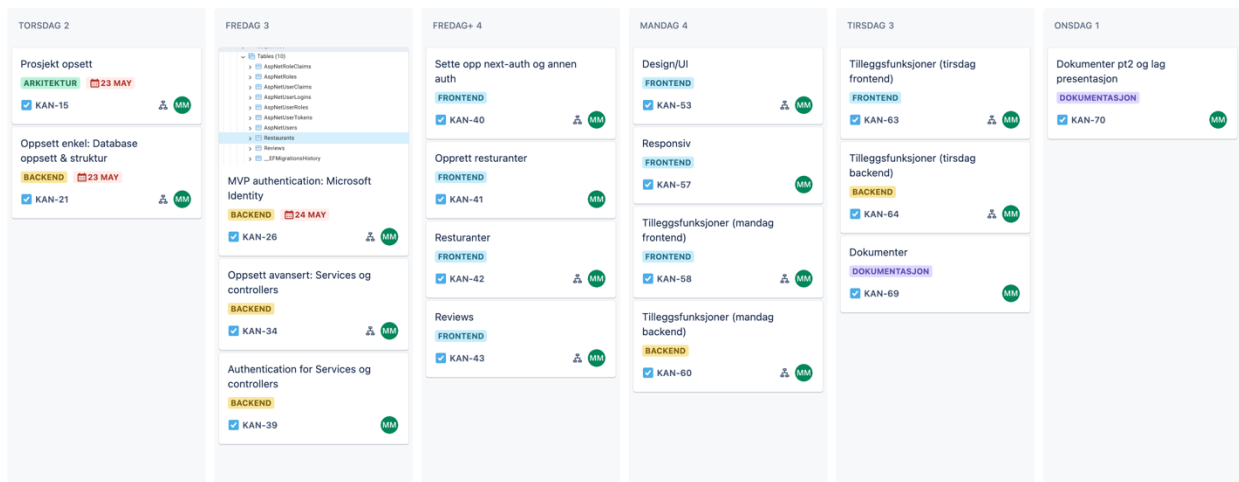 TORSDAG 2
Prosjekt opsett
ARKITEKTUR 23 MAY
KAN-15 MM
Oppsett enkel: Database
oppsett & struktur
BACKEND 23 MAY
KAN-21 MM
FREDAG 3
Tables (10)
AspNetRoleClaims
AspNetRoles
AspNetUserClaims
AspNetUserLogins
AspNetUserRoles
AspNetUserTokens
AspNetUsers
Restaurants
Reviews
__EFMigrationsHistory
MVP authentication: Microsoft
Identity
BACKEND 24 MAY
KAN-26 MM
Oppsett avansert: Services og
controllers
BACKEND
KAN-34 MM
Authentication for Services og
controllers
BACKEND
KAN-39 MM
FREDAG+ 4
Sette opp next-auth og annen
auth
FRONTEND
KAN-40 MM
Opprett resturanter
FRONTEND
KAN-41 MM
Resturanter
FRONTEND
KAN-42 MM
Reviews
FRONTEND
KAN-43 MM
MANDAG 4
Design/UI
FRONTEND
KAN-53 MM
Responsiv
FRONTEND
KAN-57 MM
Tilleggsfunksjoner (mandag
frontend)
FRONTEND
KAN-58 MM
Tilleggsfunksjoner (mandag
backend)
BACKEND
KAN-60 MM
TIRSDAG 3
Tilleggsfunksjoner (tirsdag
frontend)
FRONTEND
KAN-63 MM
Tilleggsfunksjoner (tirsdag
backend)
BACKEND
KAN-64 MM
Dokumenter
DOKUMENTASJON
KAN-69 MM
ONSDAG 1
Dokumenter pt2 og lag
presentasjon
DOKUMENTASJON
KAN-70 MM